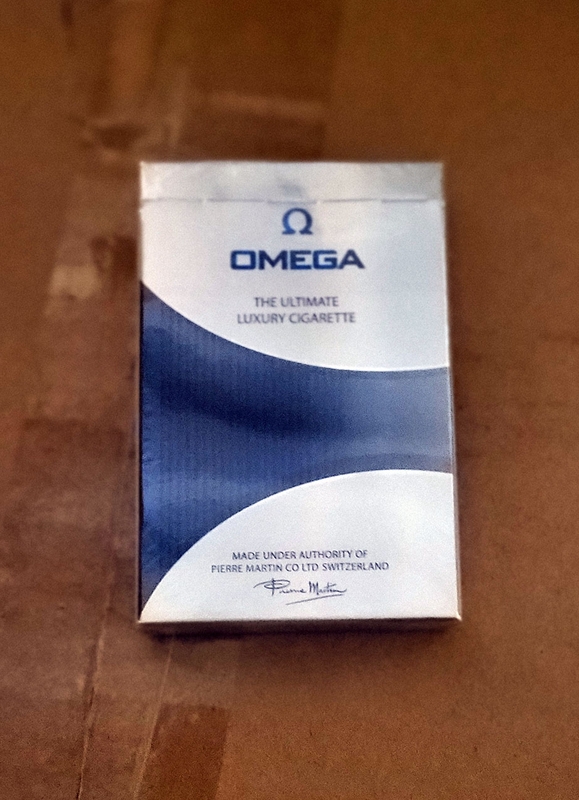 Ω
OMEGA
THE ULTIMATE
LUXURY CIGARETTE
MADE UNDER AUTHORITY OF
PIERRE MARTIN CO LTD SWITZERLAND
Pierre Martin